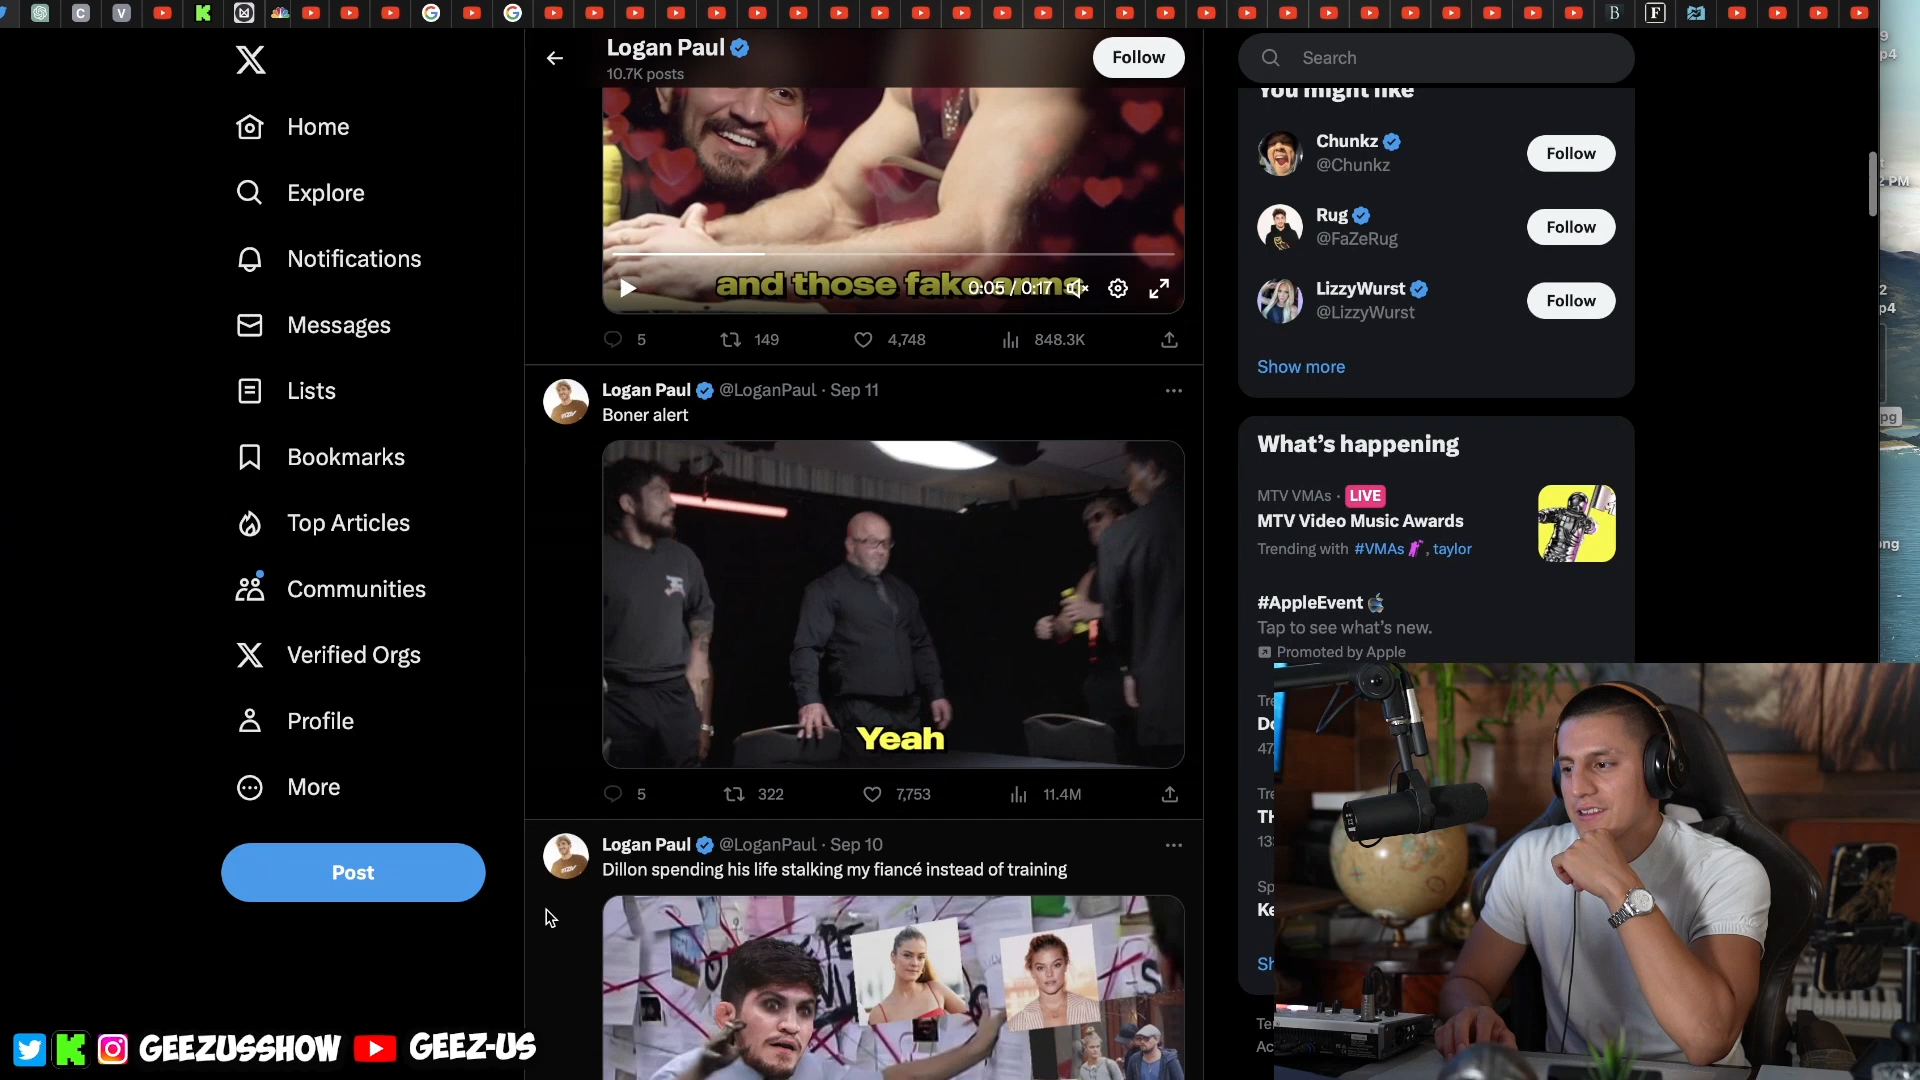 Logan Paul
10.7K posts
Follow
Search
Home
Explore
Notifications
Messages
Lists
Bookmarks
Top Articles
Communities
Verified Orgs
Profile
More
Post
and those fake arms
0:05 / 0:17
5 149 4,748 848.3K
Logan Paul @LoganPaul · Sep 11
Boner alert
Yeah
5 322 7,753 11.4M
Logan Paul @LoganPaul · Sep 10
Dillon spending his life stalking my fiancé instead of training
You might like
Chunkz
@Chunkz
Follow
Rug
@FaZeRug
Follow
LizzyWurst
@LizzyWurst
Follow
Show more
What's happening
MTV VMAs · LIVE
MTV Video Music Awards
Trending with #VMAs, taylor
#AppleEvent
Tap to see what's new.
Promoted by Apple
GEEZUSSHOW GEEZ-US